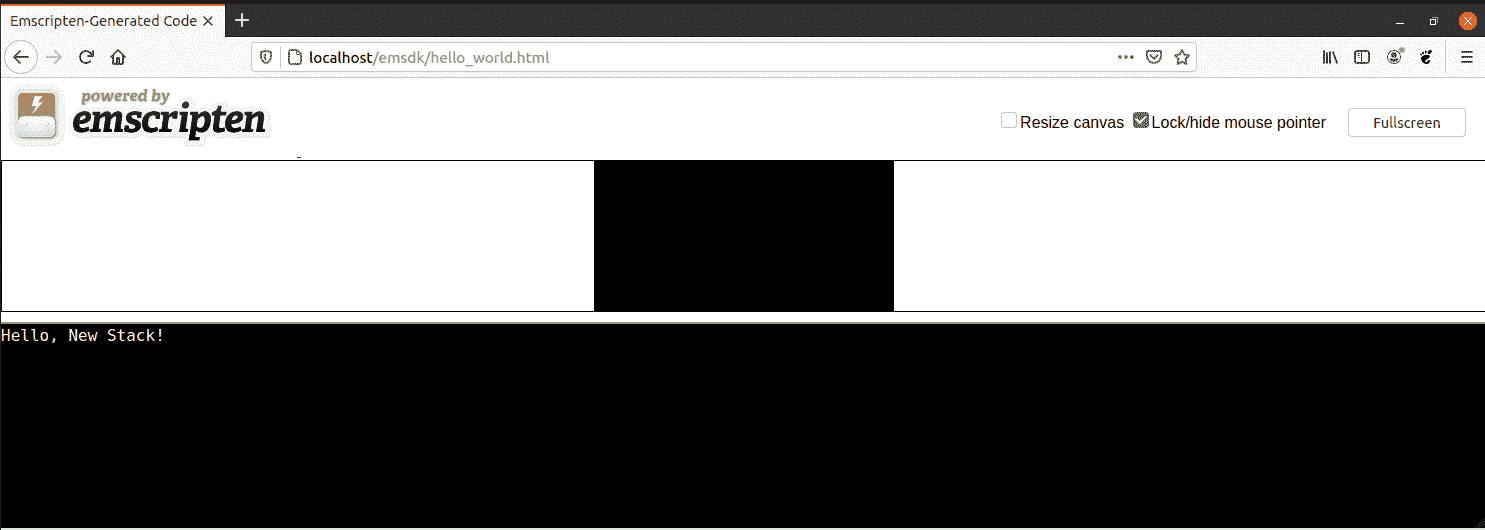 Emscripten-Generated Code
localhost/emsdk/hello_world.html
powered by
emscripten
Resize canvas Lock/hide mouse pointer Fullscreen
Hello, New Stack!